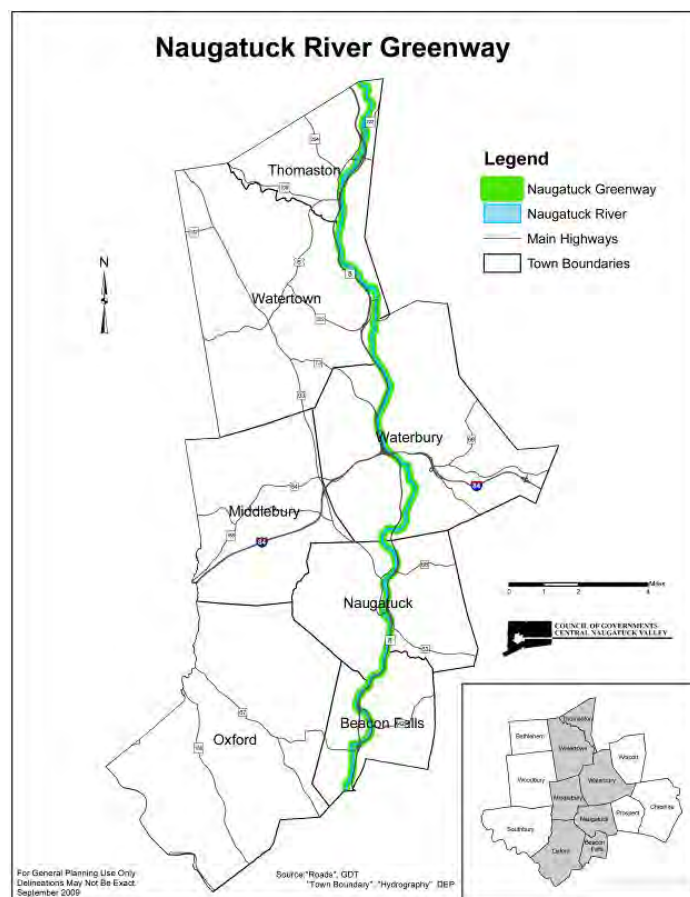 Naugatuck River Greenway
Legend
Naugatuck Greenway
Naugatuck River
Main Highways
Town Boundaries
Thomaston
N
8
Watertown
Waterbury
84
Middlebury
84
Naugatuck
8
Beacon Falls
Oxford
Miles
0 1 2 4
COUNCIL OF GOVERNMENTS
CENTRAL NAUGATUCK VALLEY
Thomaston
Bethlehem
Watertown
Wolcott
Woodbury
Waterbury
Middlebury
Cheshire
Naugatuck
Prospect
Southbury
Oxford
Beacon
Falls
For General Planning Use Only
Delineations May Not Be Exact
September 2009
Source:"Roads", GDT
"Town Boundary", "Hydrography" DEP